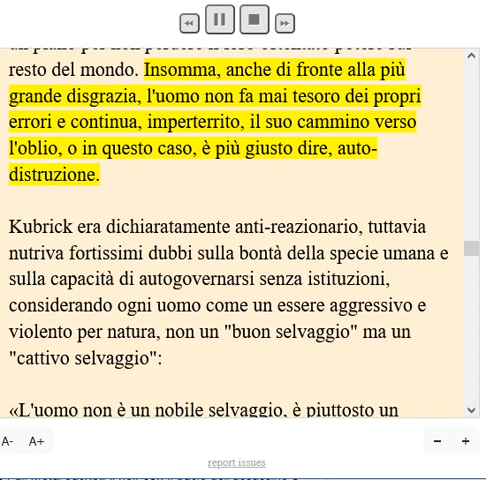 resto del mondo. Insomma, anche di fronte alla più
grande disgrazia, l'uomo non fa mai tesoro dei propri
errori e continua, imperterrito, il suo cammino verso
l'oblio, o in questo caso, è più giusto dire, auto-
distruzione.
Kubrick era dichiaratamente anti-reazionario, tuttavia
nutriva fortissimi dubbi sulla bontà della specie umana e
sulla capacità di autogovernarsi senza istituzioni,
considerando ogni uomo come un essere aggressivo e
violento per natura, non un "buon selvaggio" ma un
"cattivo selvaggio":
«L'uomo non è un nobile selvaggio, è piuttosto un
A- A+ - +
report issues